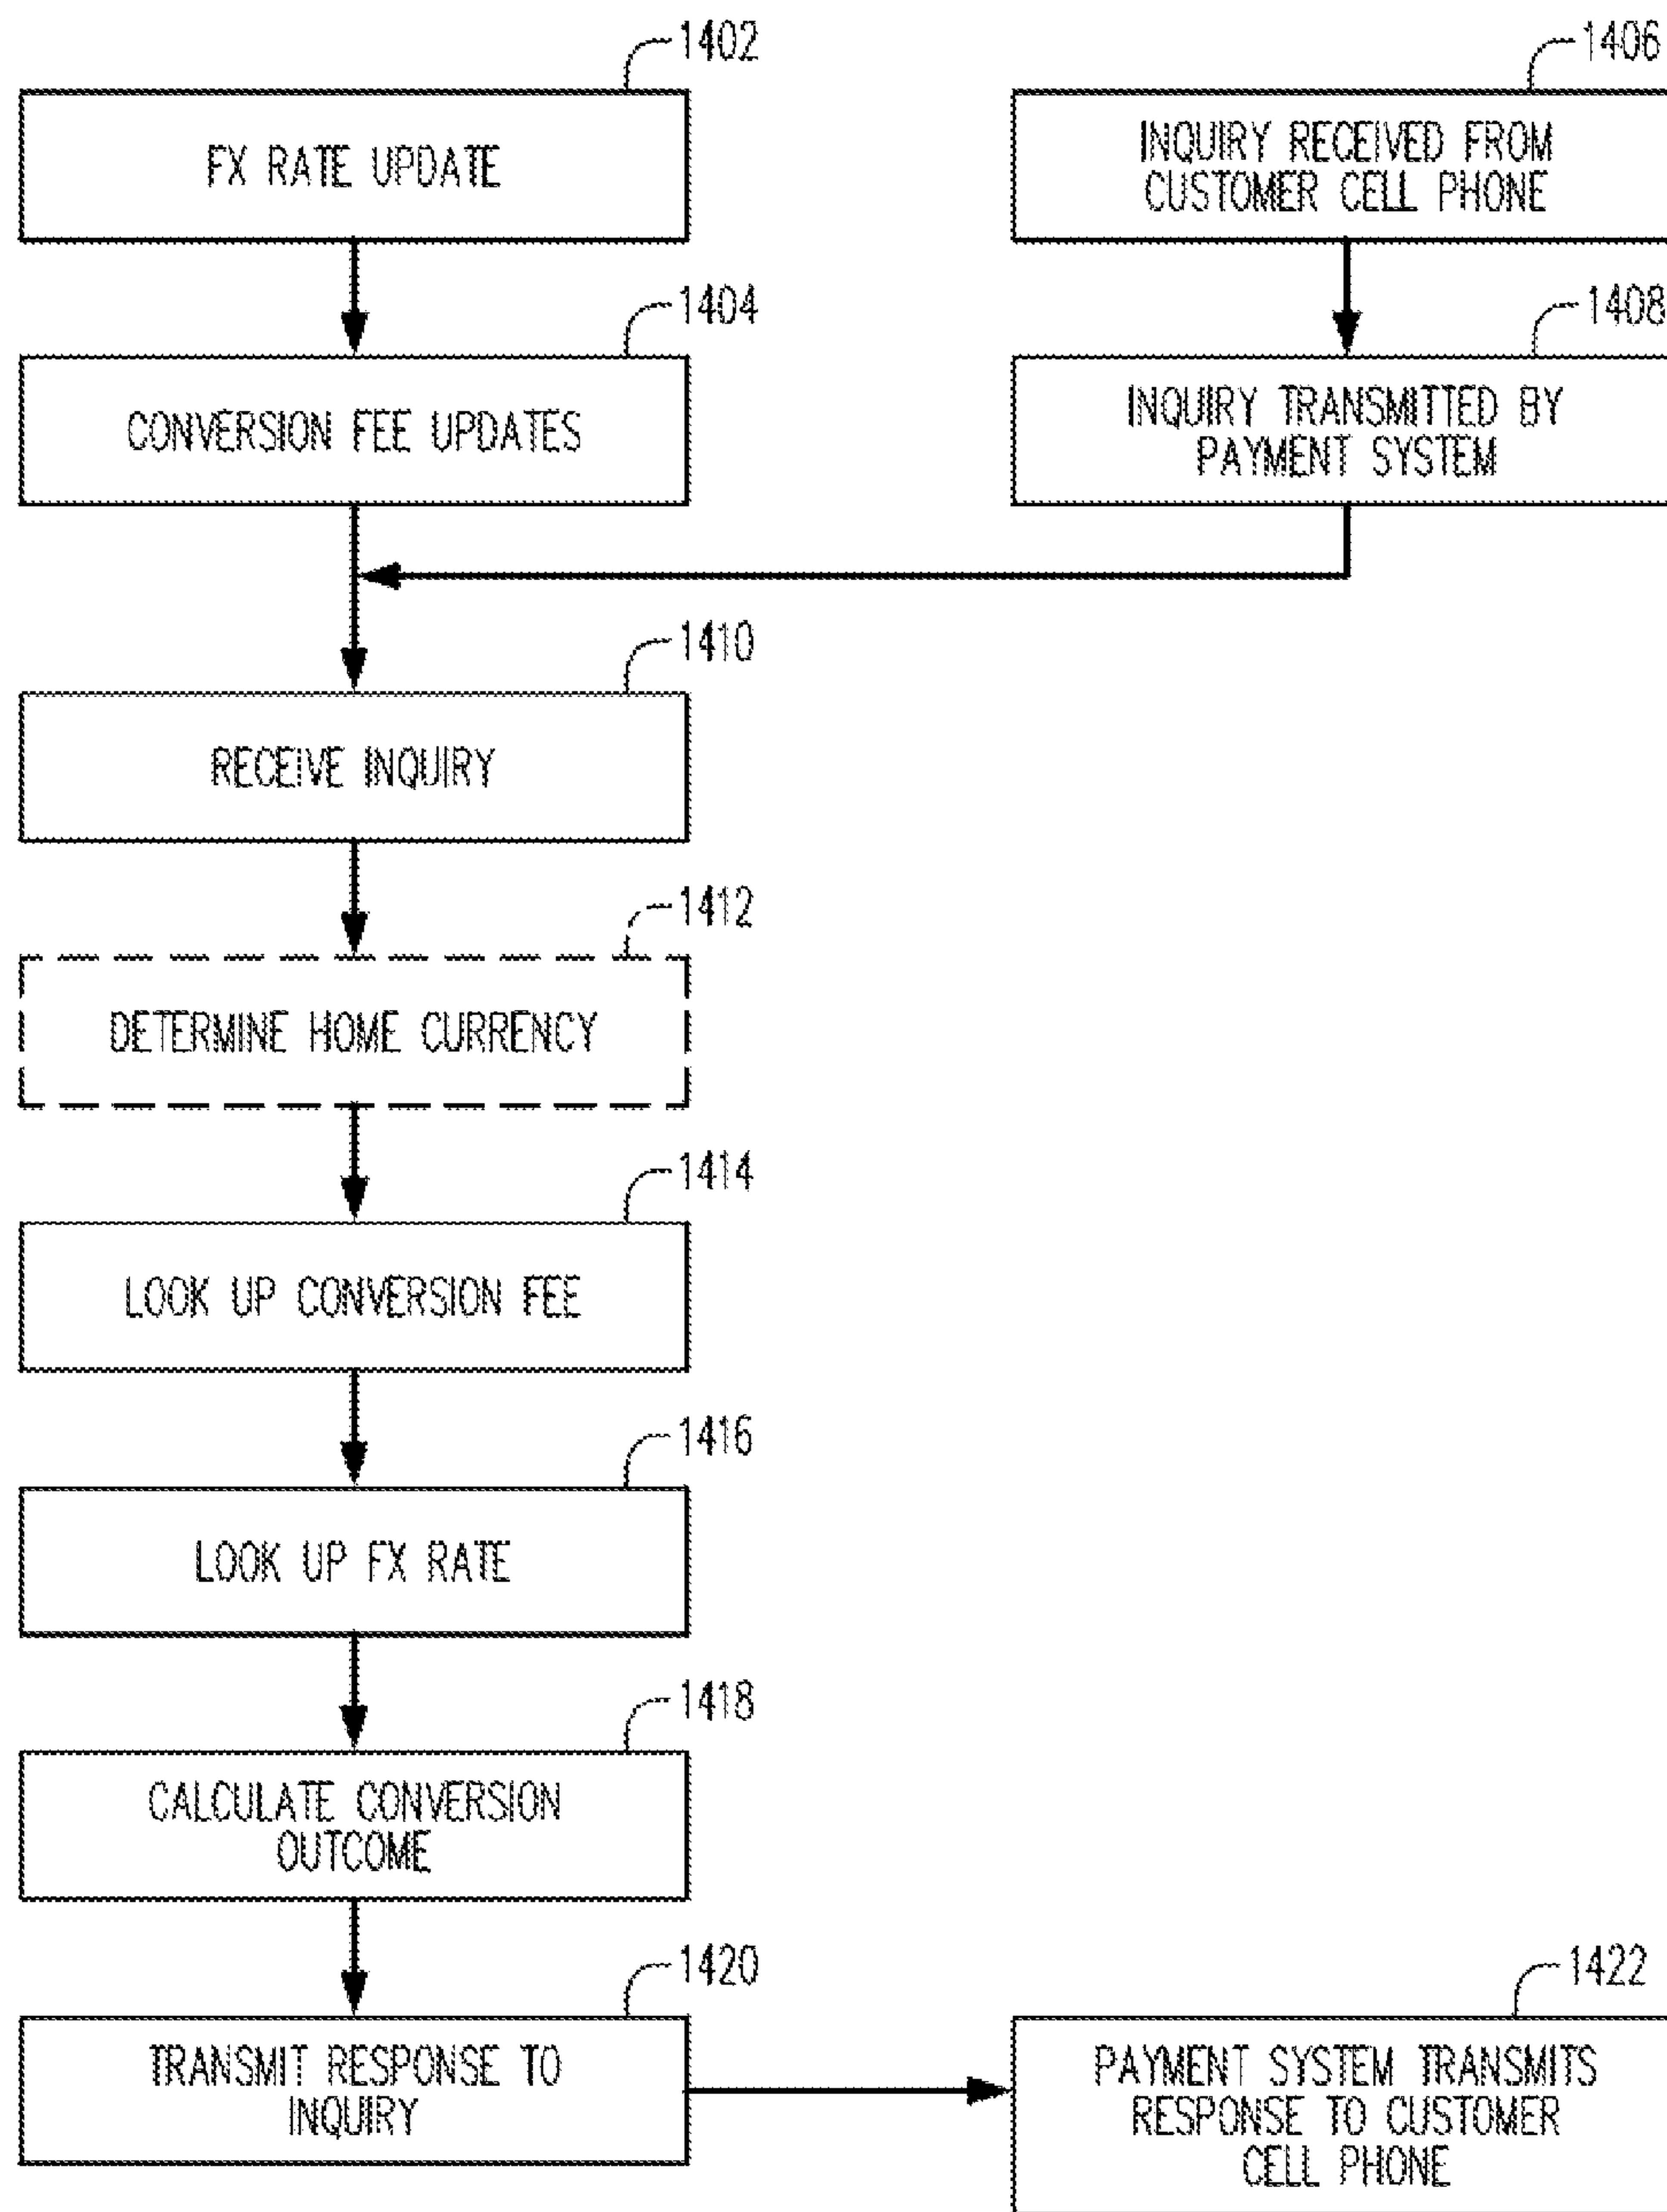 1402
FX RATE UPDATE
1406
INQUIRY RECEIVED FROM
CUSTOMER CELL PHONE
1404
CONVERSION FEE UPDATES
1408
INQUIRY TRANSMITTED BY
PAYMENT SYSTEM
1410
RECEIVE INQUIRY
1412
DETERMINE HOME CURRENCY
1414
LOOK UP CONVERSION FEE
1416
LOOK UP FX RATE
1418
CALCULATE CONVERSION
OUTCOME
1420
TRANSMIT RESPONSE TO
INQUIRY
1422
PAYMENT SYSTEM TRANSMITS
RESPONSE TO CUSTOMER
CELL PHONE